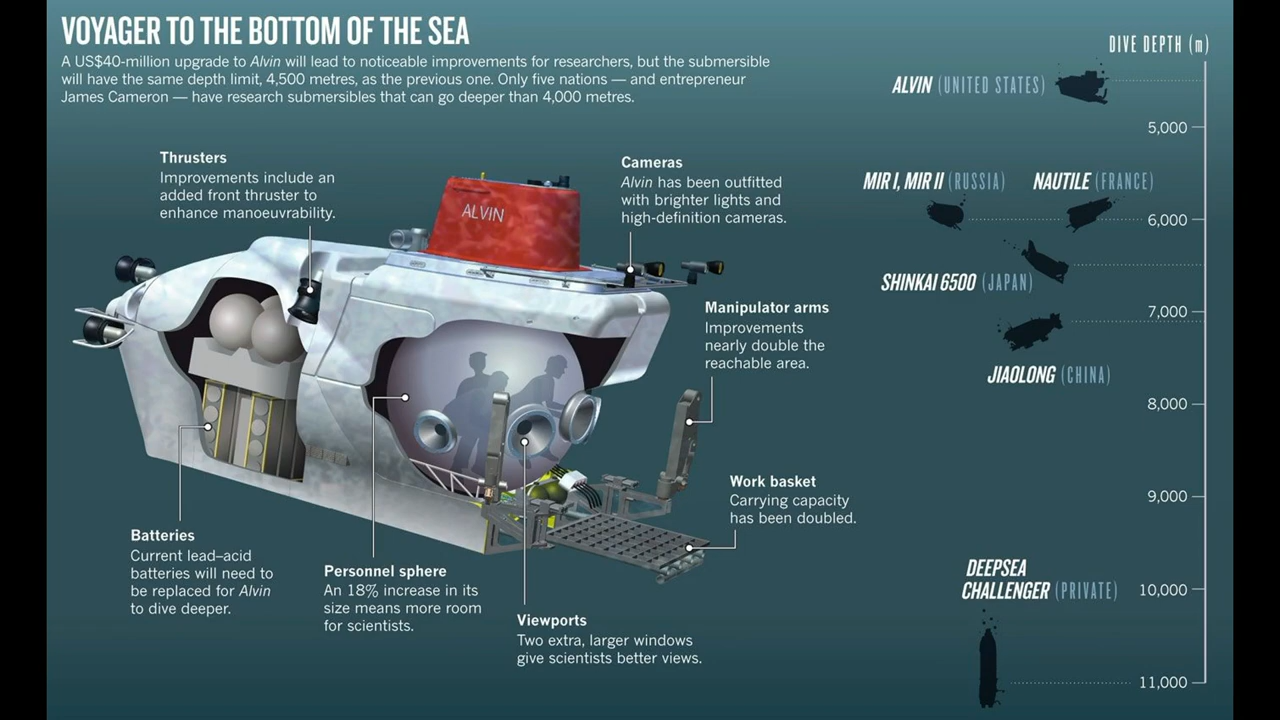 VOYAGER TO THE BOTTOM OF THE SEA
A US$40-million upgrade to Alvin will lead to noticeable improvements for researchers, but the submersible
will have the same depth limit, 4,500 metres, as the previous one. Only five nations — and entrepreneur
James Cameron — have research submersibles that can go deeper than 4,000 metres.
Thrusters
Improvements include an
added front thruster to
enhance manoeuvrability.
Cameras
Alvin has been outfitted
with brighter lights and
high-definition cameras.
ALVIN
Manipulator arms
Improvements
nearly double the
reachable area.
Work basket
Carrying capacity
has been doubled.
Batteries
Current lead–acid
batteries will need to
be replaced for Alvin
to dive deeper.
Personnel sphere
An 18% increase in its
size means more room
for scientists.
Viewports
Two extra, larger windows
give scientists better views.
DIVE DEPTH (m)
ALVIN (UNITED STATES)
5,000
MIR I, MIR II (RUSSIA)
NAUTILE (FRANCE)
6,000
SHINKAI 6500 (JAPAN)
7,000
JIAOLONG (CHINA)
8,000
9,000
DEEPSEA
CHALLENGER (PRIVATE)
10,000
11,000